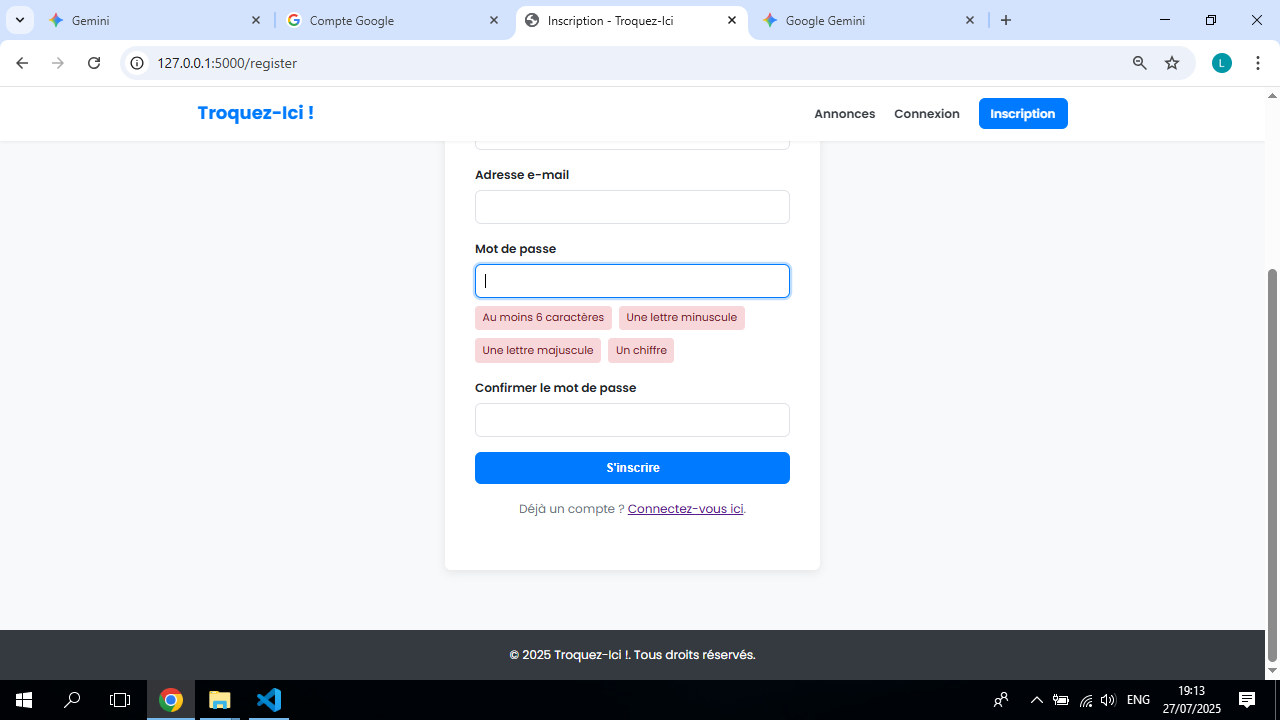 Gemini
Compte Google
Inscription - Troquez-Ici
Google Gemini
127.0.0.1:5000/register
L
Troquez-Ici !
Annonces
Connexion
Inscription
Adresse e-mail
Mot de passe
Au moins 6 caractères
Une lettre minuscule
Une lettre majuscule
Un chiffre
Confirmer le mot de passe
S'inscrire
Déjà un compte ? Connectez-vous ici.
© 2025 Troquez-Ici !. Tous droits réservés.
ENG
19:13
27/07/2025